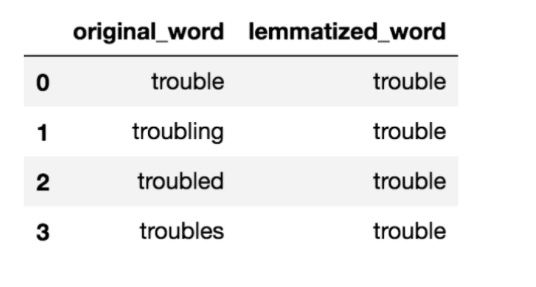 original_word lemmatized_word
0 trouble trouble
1 troubling trouble
2 troubled trouble
3 troubles trouble